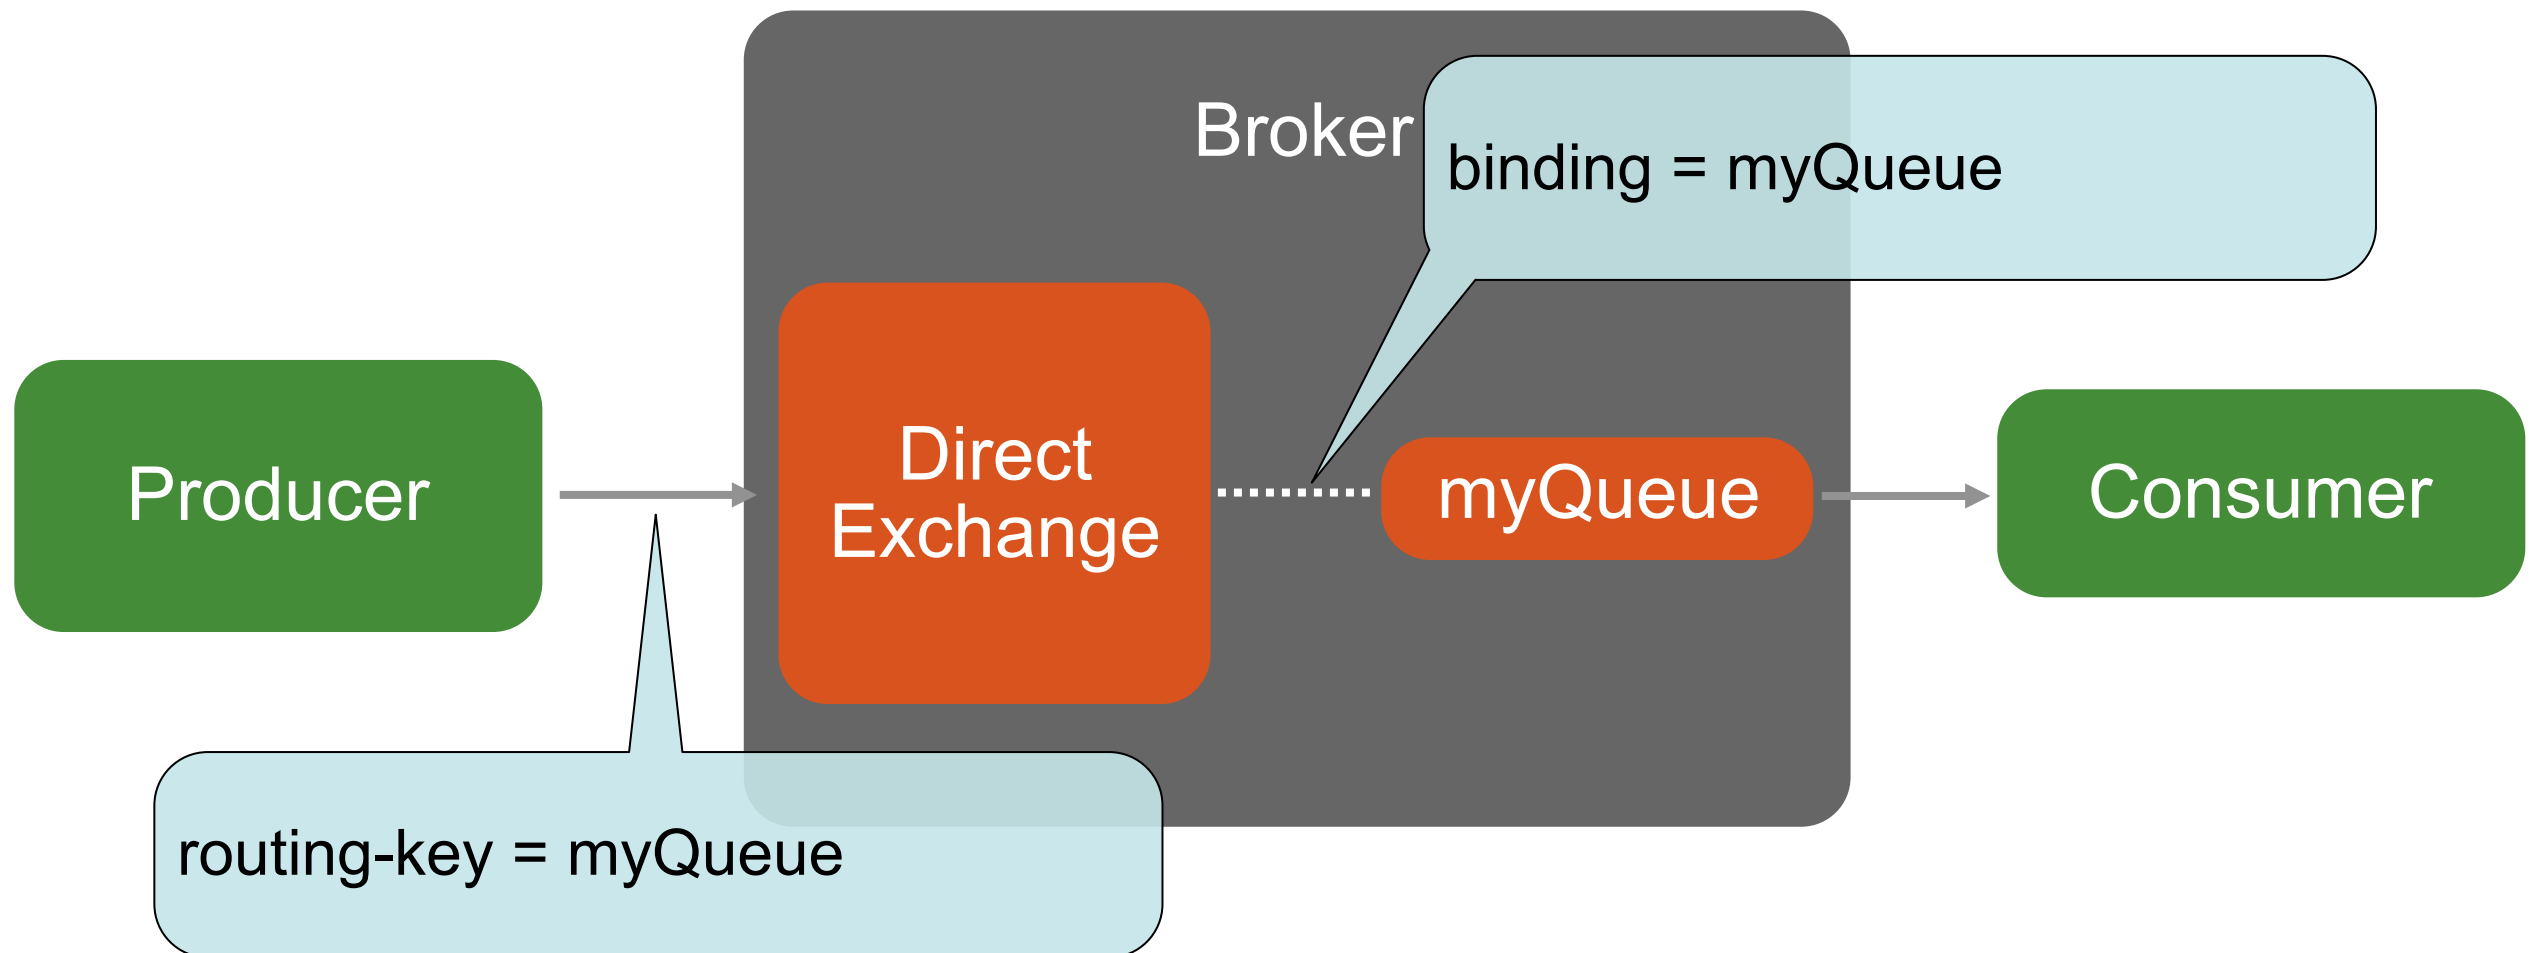 Broker
binding = myQueue
Producer
Direct
Exchange
myQueue
Consumer
routing-key = myQueue